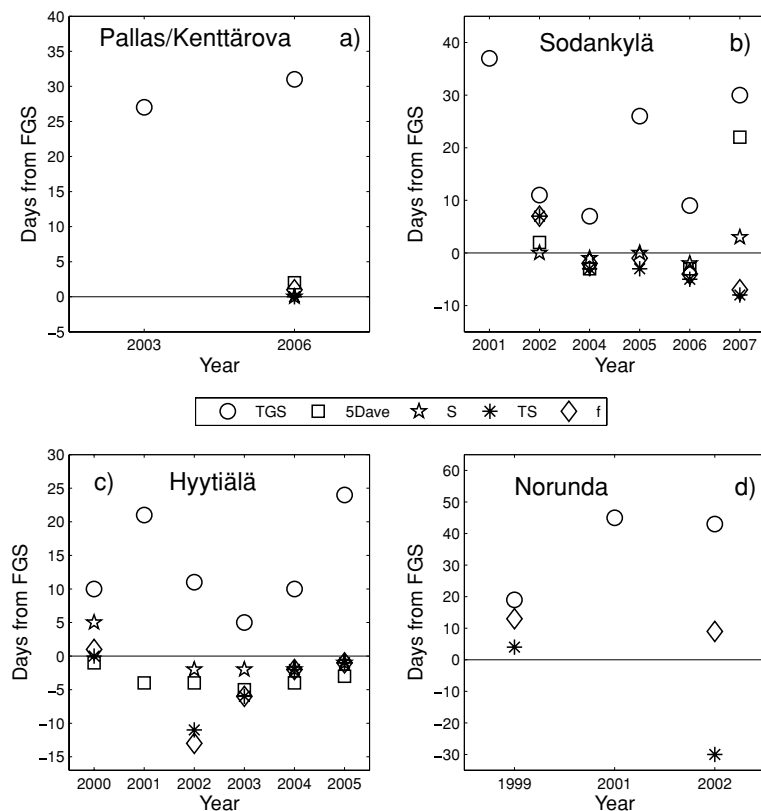 Pallas/Kenttärova a)
Days from FGS
40
35
30
25
20
15
10
5
0
−5
2003 2006
Year
Sodankylä b)
Days from FGS
40
30
20
10
0
−10
2001 2002 2004 2005 2006 2007
Year
TGS 5Dave S TS f
c) Hyytiälä
Days from FGS
30
25
20
15
10
5
0
−5
−10
−15
2000 2001 2002 2003 2004 2005
Year
Norunda d)
Days from FGS
60
50
40
30
20
10
0
−10
−20
−30
1999 2001 2002
Year